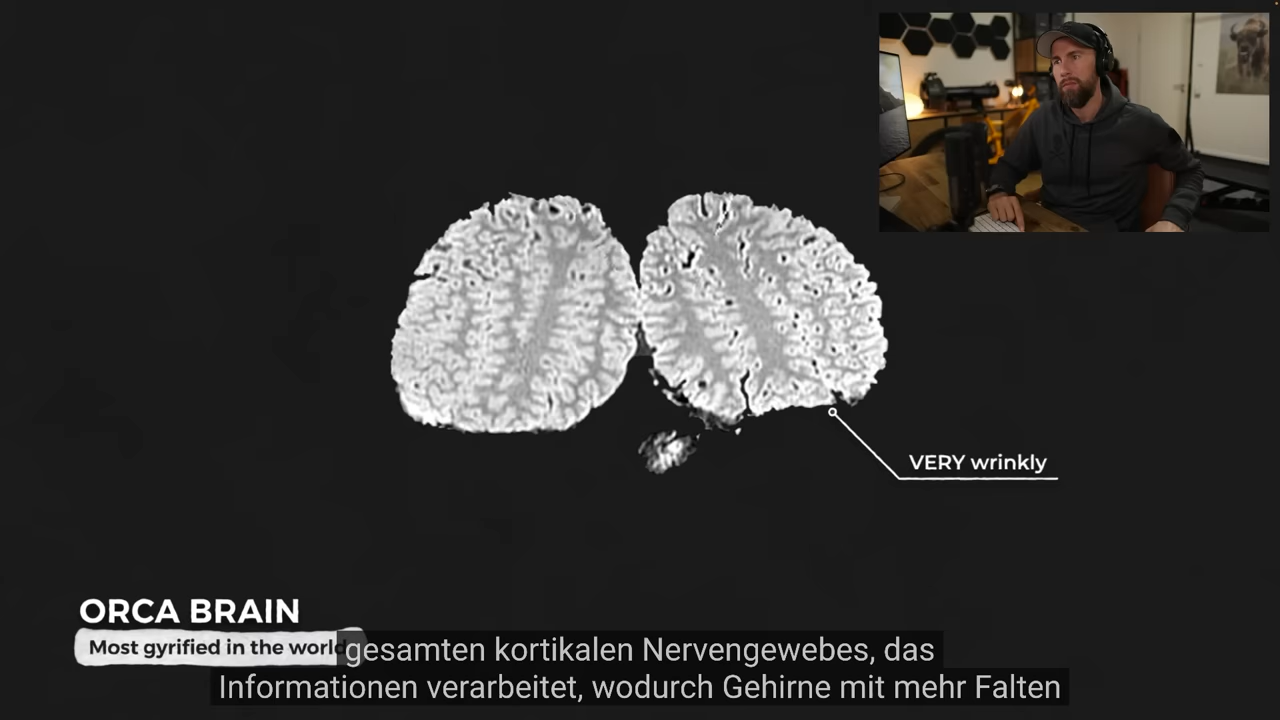 VERY wrinkly
ORCA BRAIN
Most gyrified in the world
gesamten kortikalen Nervengewebes, das
Informationen verarbeitet, wodurch Gehirne mit mehr Falten